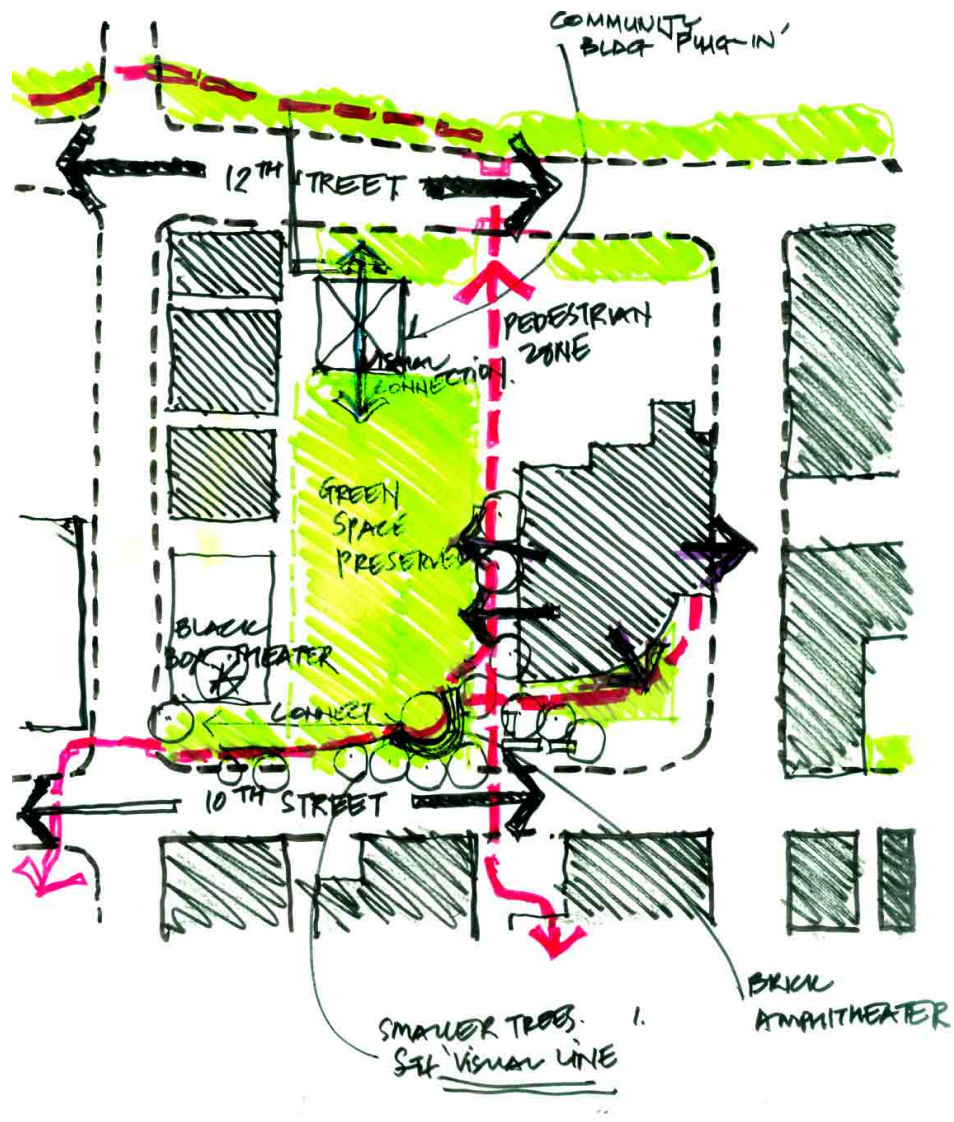 COMMUNITY
BLDG 'PLUG-IN'
12TH STREET
PEDESTRIAN
ZONE
VISUAL
CONNECTION.
GREEN
SPACE
PRESERVED
BLACK
BOX THEATER
CONNECT
10TH STREET
BRICK
AMPHITHEATER
SMALLER TREES.
'VISUAL LINE